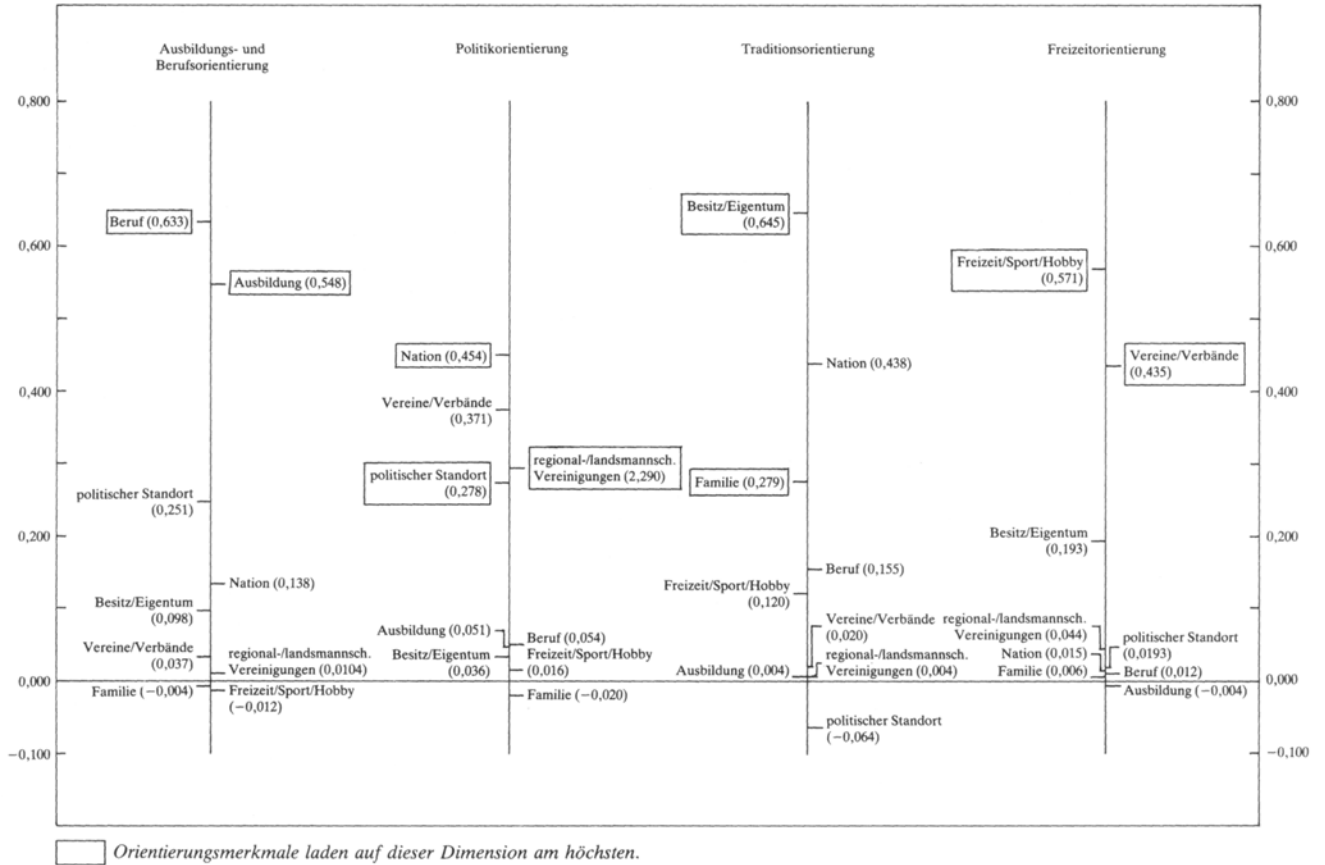 Ausbildungs- und
Berufsorientierung
Politikorientierung
Traditionsorientierung
Freizeitorientierung
0,800
0,600
0,400
0,200
0,000
−0,100
Beruf (0,633)
Ausbildung (0,548)
politischer Standort
(0,251)
Nation (0,138)
Besitz/Eigentum
(0,098)
Vereine/Verbände
(0,037)
regional-/landsmannsch.
Vereinigungen (0,0104)
Familie (−0,004)
Freizeit/Sport/Hobby
(−0,012)
Nation (0,454)
Vereine/Verbände
(0,371)
regional-/landsmannsch.
Vereinigungen (2,290)
politischer Standort
(0,278)
Ausbildung (0,051)
Beruf (0,054)
Besitz/Eigentum
(0,036)
Freizeit/Sport/Hobby
(0,016)
Familie (−0,020)
Besitz/Eigentum
(0,645)
Nation (0,438)
Familie (0,279)
Beruf (0,155)
Freizeit/Sport/Hobby
(0,120)
Vereine/Verbände
(0,020)
regional-/landsmannsch.
Vereinigungen (0,004)
Ausbildung (0,004)
politischer Standort
(−0,064)
Freizeit/Sport/Hobby
(0,571)
Vereine/Verbände
(0,435)
Besitz/Eigentum
(0,193)
regional-/landsmannsch.
Vereinigungen (0,044)
politischer Standort
(0,0193)
Nation (0,015)
Beruf (0,012)
Familie (0,006)
Ausbildung (−0,004)
0,800
0,600
0,400
0,200
0,000
−0,100
Orientierungsmerkmale laden auf dieser Dimension am höchsten.